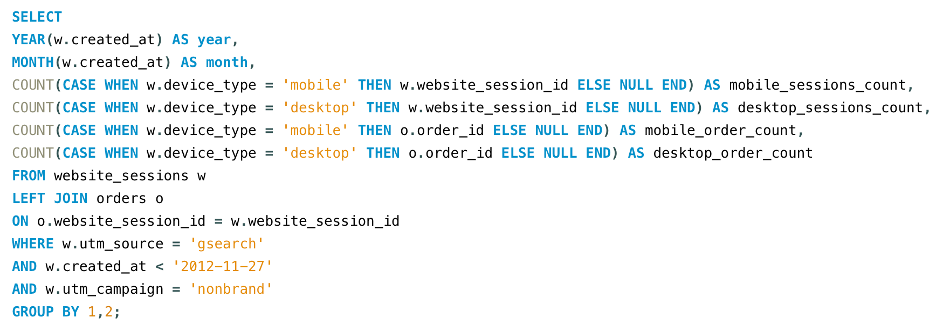 SELECT
YEAR(w.created_at) AS year,
MONTH(w.created_at) AS month,
COUNT(CASE WHEN w.device_type = 'mobile' THEN w.website_session_id ELSE NULL END) AS mobile_sessions_count,
COUNT(CASE WHEN w.device_type = 'desktop' THEN w.website_session_id ELSE NULL END) AS desktop_sessions_count,
COUNT(CASE WHEN w.device_type = 'mobile' THEN o.order_id ELSE NULL END) AS mobile_order_count,
COUNT(CASE WHEN w.device_type = 'desktop' THEN o.order_id ELSE NULL END) AS desktop_order_count
FROM website_sessions w
LEFT JOIN orders o
ON o.website_session_id = w.website_session_id
WHERE w.utm_source = 'gsearch'
AND w.created_at < '2012-11-27'
AND w.utm_campaign = 'nonbrand'
GROUP BY 1,2;